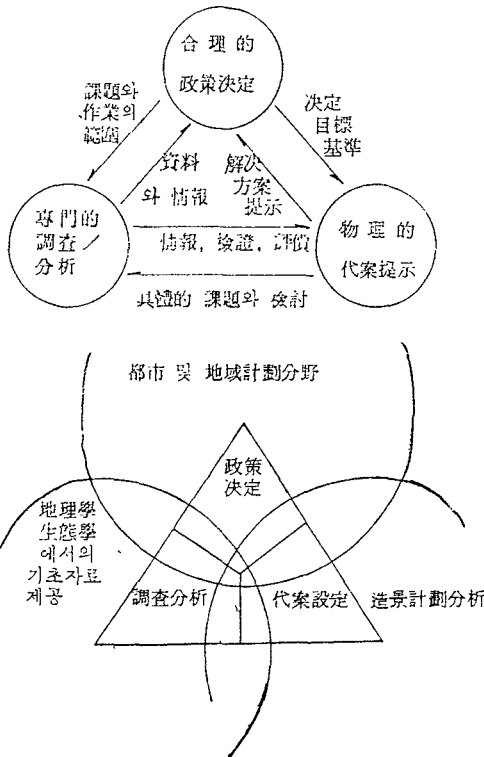 合理的
政策決定
課題와
作業의
範囲
決定
目標
基準
資料
와 情報
解決
方案
提示
専門的
調査/
分析
情報, 檢證, 評價
物理的
代案提示
具體的 課題와 檢討
都市 및 地域計劃分野
政策
決定
地理學
生態學
에서의
기초자료
제공
調査分析
代案設定
造景計劃分析